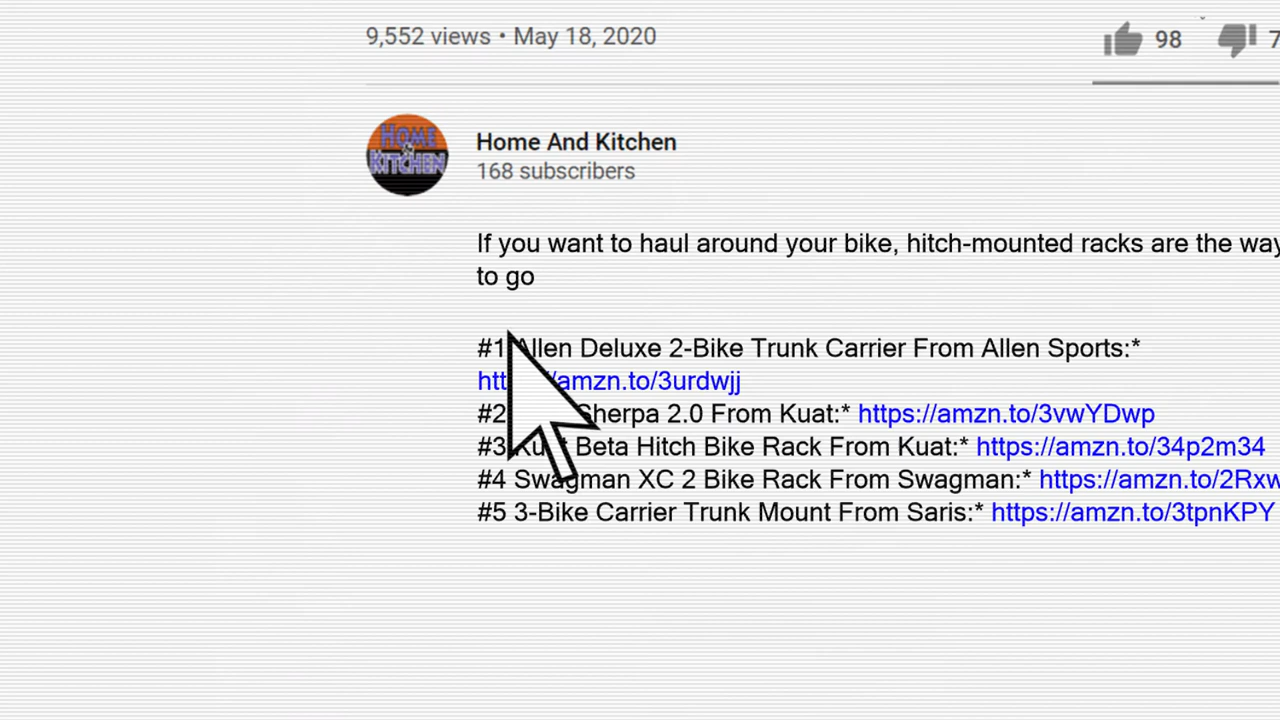 9,552 views • May 18, 2020
98
7
HOME
&
KITCHEN
Home And Kitchen
168 subscribers
If you want to haul around your bike, hitch-mounted racks are the way
to go
#1 Allen Deluxe 2-Bike Trunk Carrier From Allen Sports:*
amzn.to/3urdwjj
#2 Sherpa 2.0 From Kuat:* https://amzn.to/3vwYDwp
#3 Beta Hitch Bike Rack From Kuat:* https://amzn.to/34p2m34
#4 Swagman XC 2 Bike Rack From Swagman:* https://amzn.to/2Rxw
#5 3-Bike Carrier Trunk Mount From Saris:* https://amzn.to/3tpnKPY